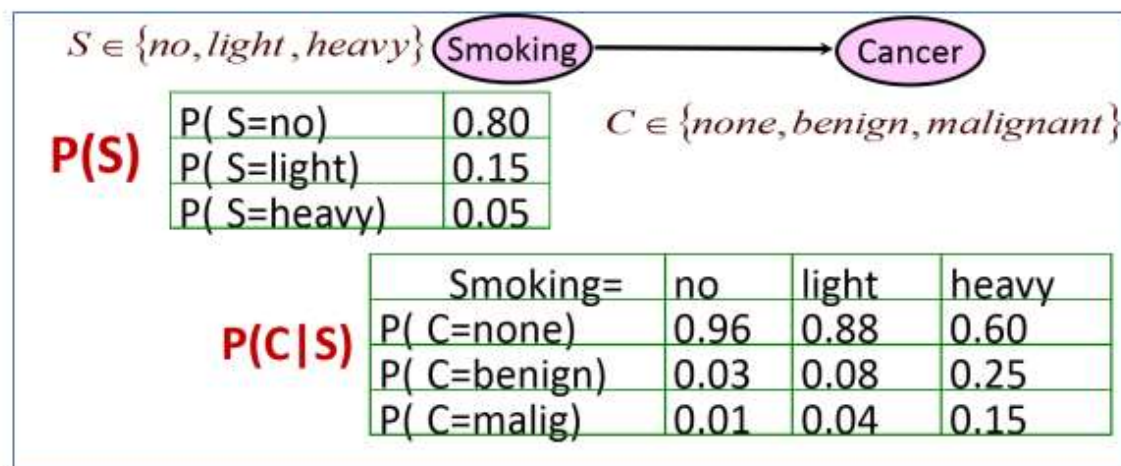 S ∈ {no, light, heavy} Smoking Cancer
C ∈ {none, benign, malignant}
P(S)
P( S=no) 0.80
P( S=light) 0.15
P( S=heavy) 0.05
P(C|S)
Smoking= no light heavy
P( C=none) 0.96 0.88 0.60
P( C=benign) 0.03 0.08 0.25
P( C=malig) 0.01 0.04 0.15